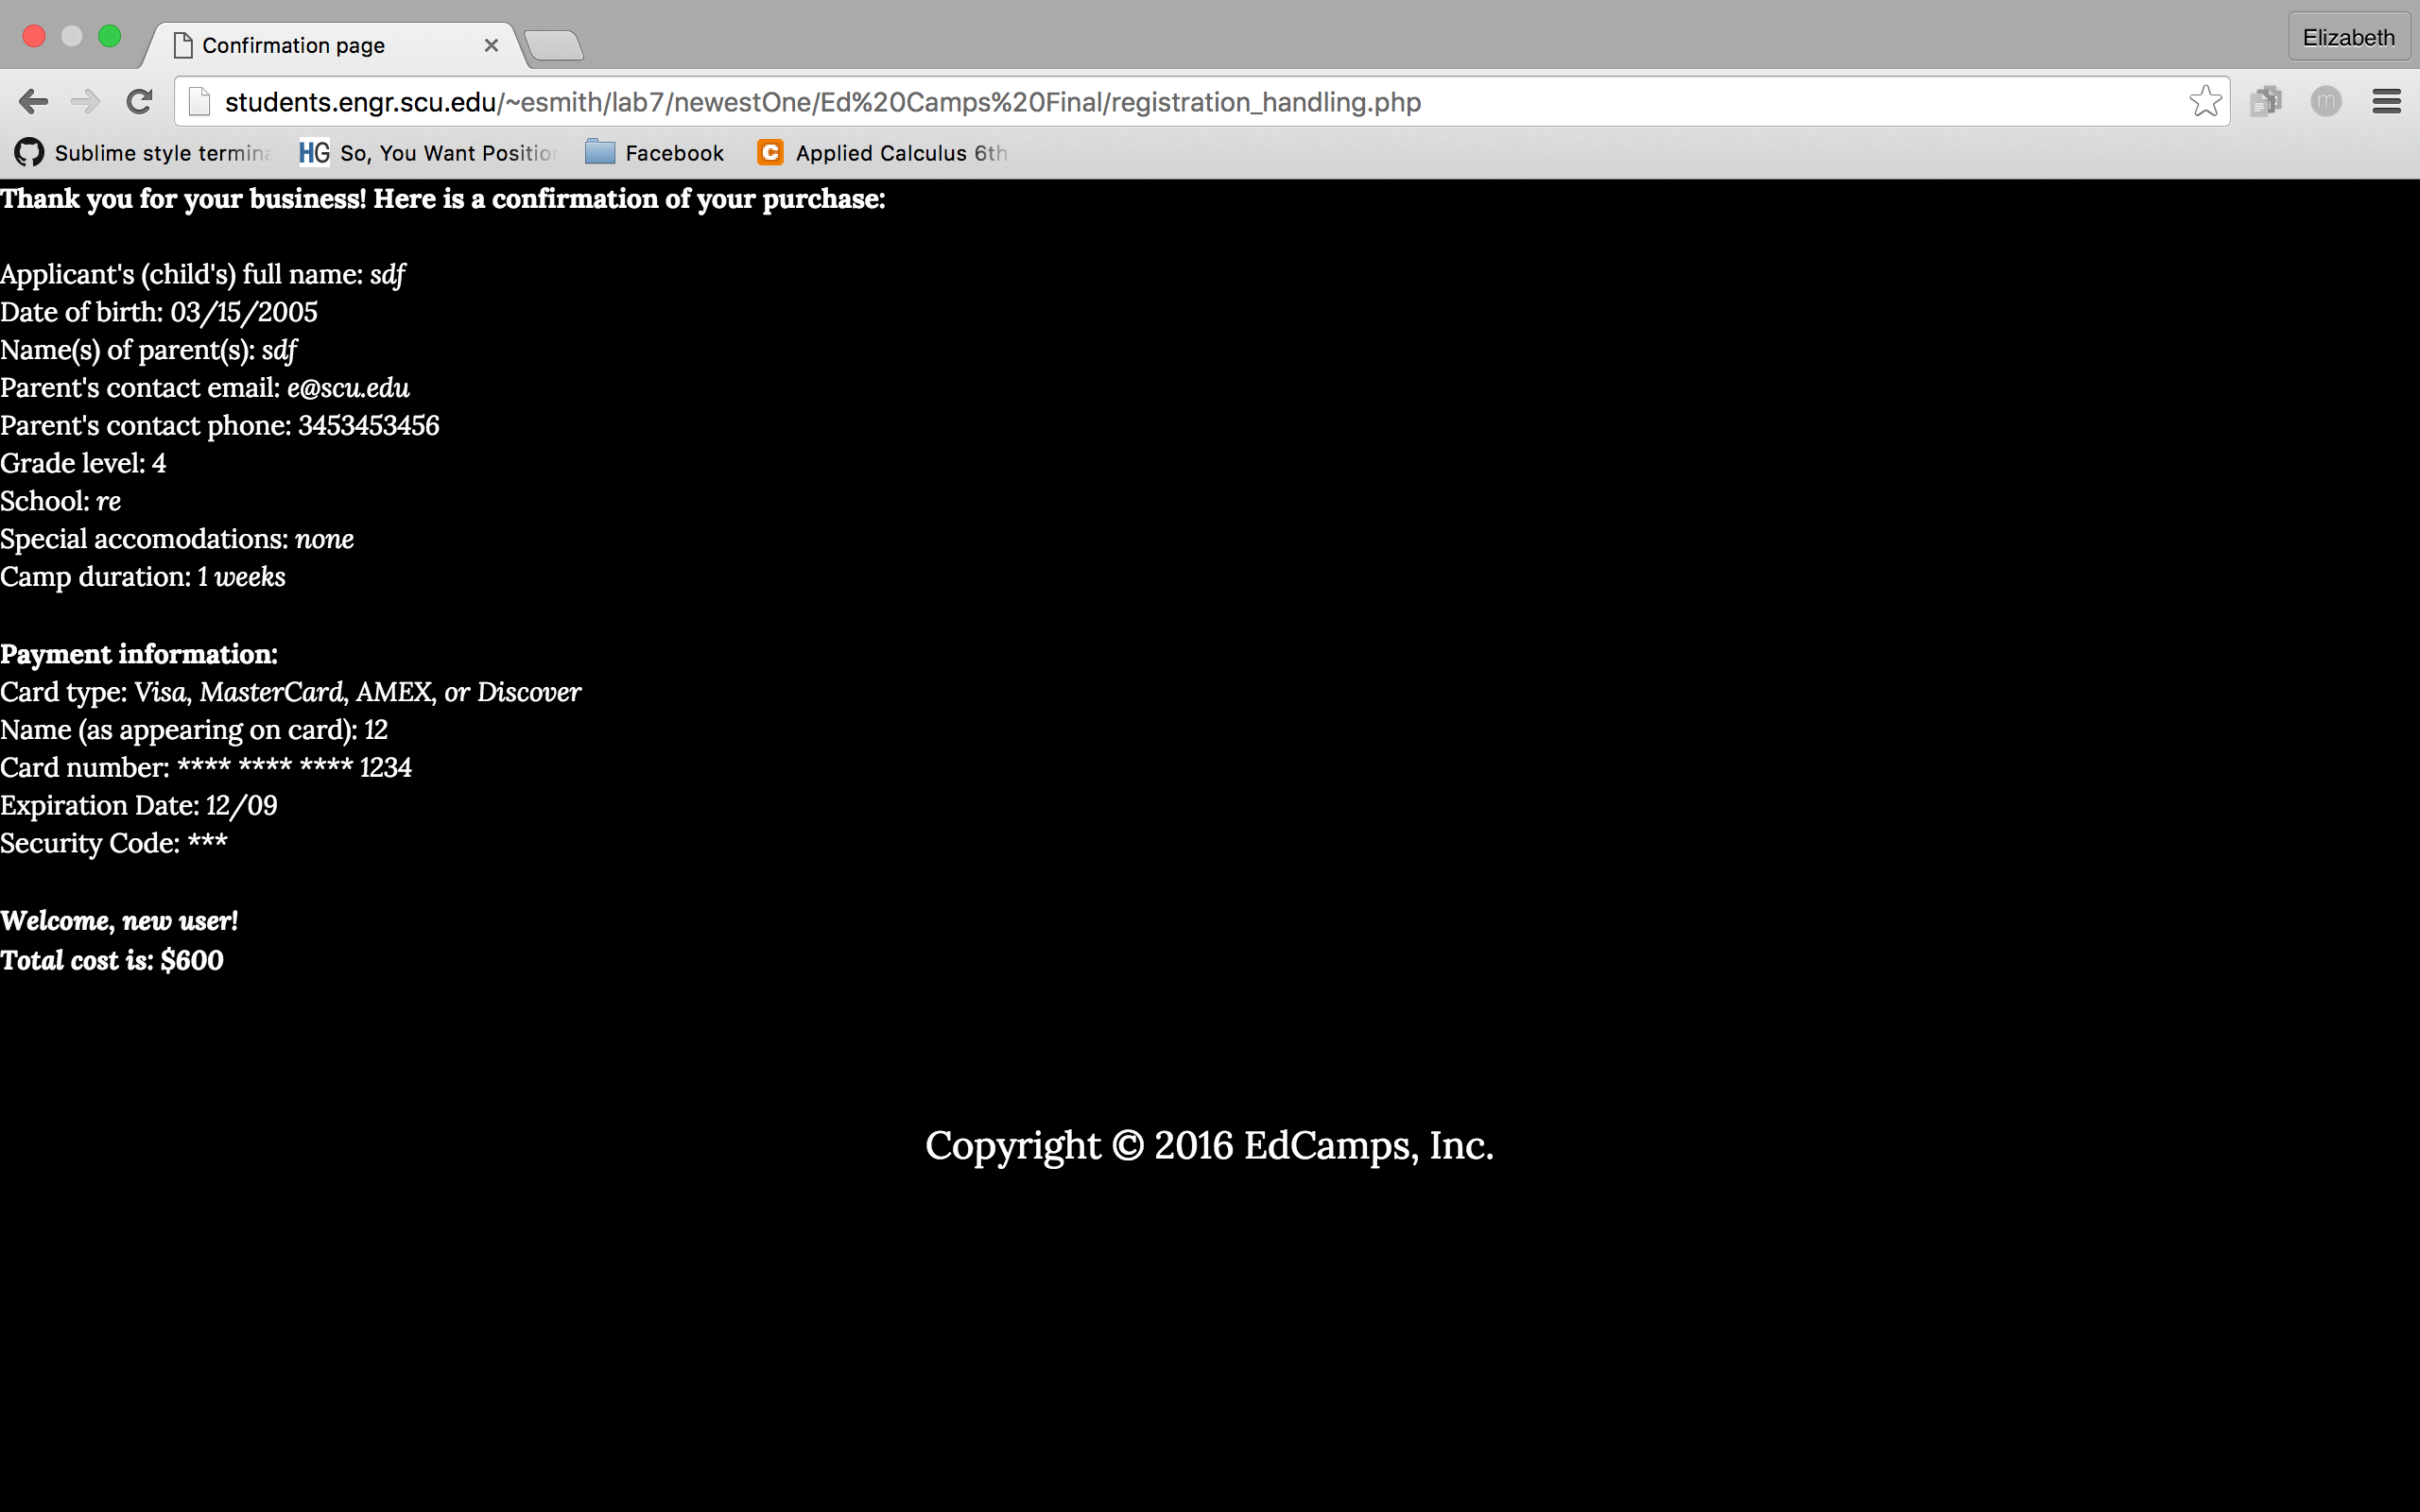 Confirmation page
Elizabeth
students.engr.scu.edu/~esmith/lab7/newestOne/Ed%20Camps%20Final/registration_handling.php
m
Sublime style termina
HG So, You Want Positio
Facebook
C Applied Calculus 6th
Thank you for your business! Here is a confirmation of your purchase:
Applicant's (child's) full name: sdf
Date of birth: 03/15/2005
Name(s) of parent(s): sdf
Parent's contact email: e@scu.edu
Parent's contact phone: 3453453456
Grade level: 4
School: re
Special accomodations: none
Camp duration: 1 weeks
Payment information:
Card type: Visa, MasterCard, AMEX, or Discover
Name (as appearing on card): 12
Card number: **** **** **** 1234
Expiration Date: 12/09
Security Code: ***
Welcome, new user!
Total cost is: $600
Copyright © 2016 EdCamps, Inc.